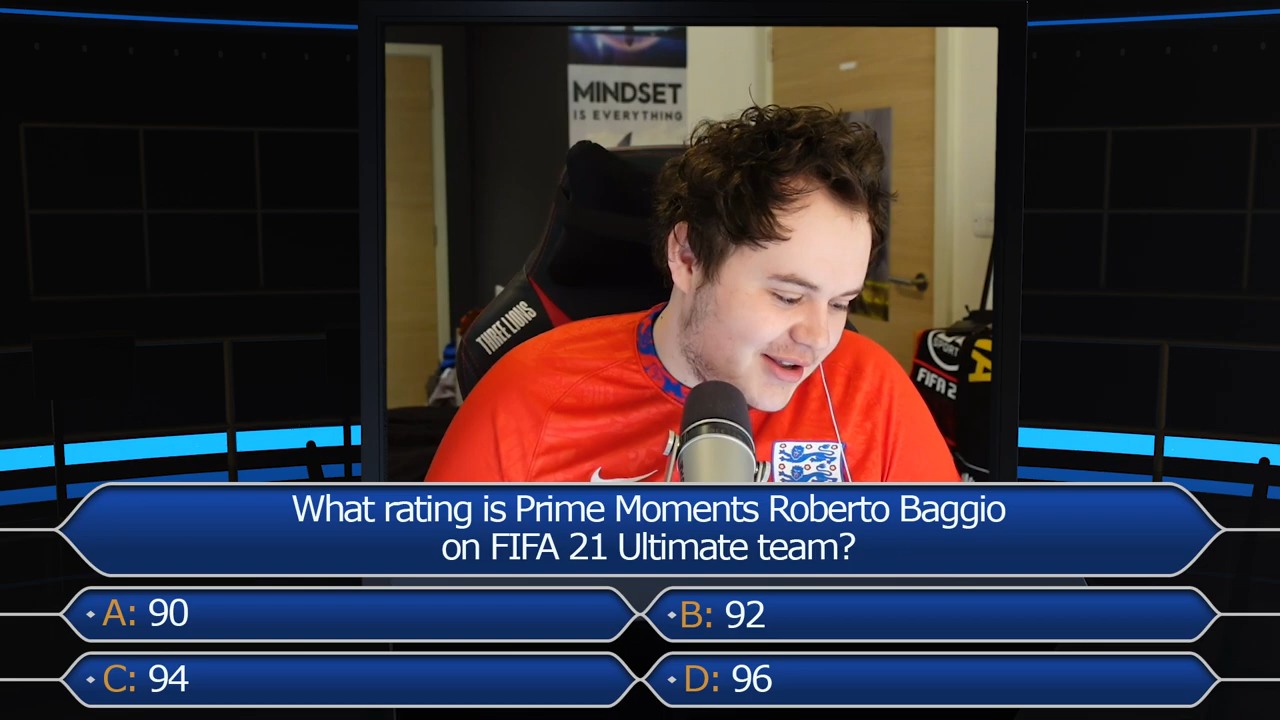 MINDSET
IS EVERYTHING
THREE LIONS
SPORT
FIFA 2
What rating is Prime Moments Roberto Baggio
on FIFA 21 Ultimate team?
A: 90
B: 92
C: 94
D: 96